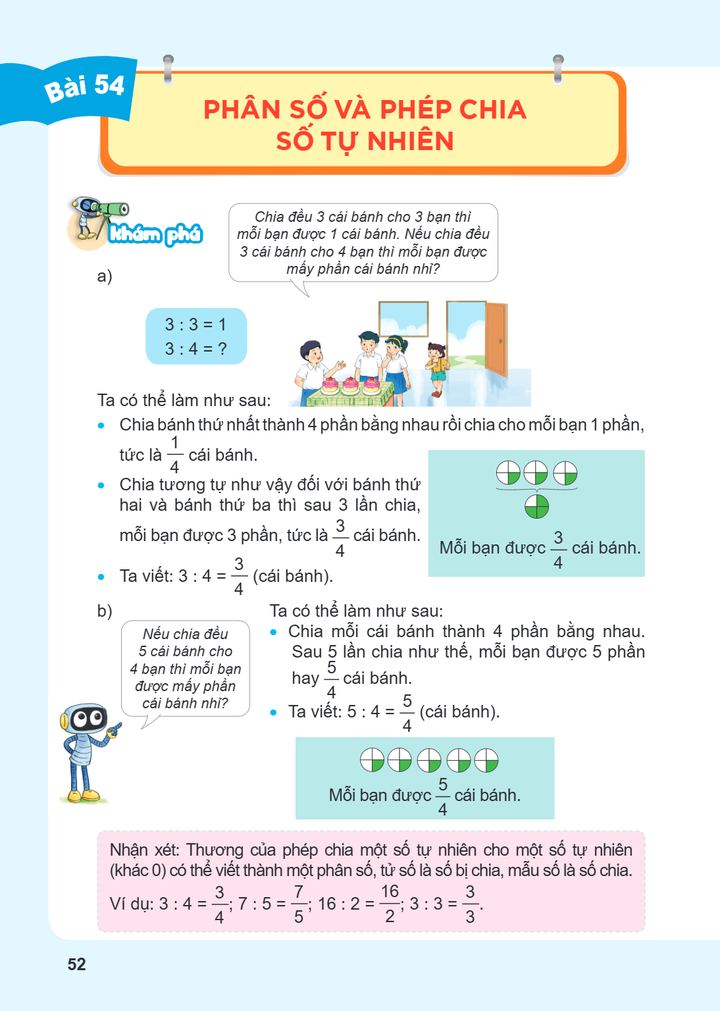 Bài 54
PHÂN SỐ VÀ PHÉP CHIA
SỐ TỰ NHIÊN
Khám phá
Chia đều 3 cái bánh cho 3 bạn thì
mỗi bạn được 1 cái bánh. Nếu chia đều
3 cái bánh cho 4 bạn thì mỗi bạn được
mấy phần cái bánh nhỉ?
a)
3 : 3 = 1
3 : 4 = ?
Ta có thể làm như sau:
• Chia bánh thứ nhất thành 4 phần bằng nhau rồi chia cho mỗi bạn 1 phần,
tức là 1/4 cái bánh.
• Chia tương tự như vậy đối với bánh thứ
hai và bánh thứ ba thì sau 3 lần chia,
mỗi bạn được 3 phần, tức là 3/4 cái bánh.
• Ta viết: 3 : 4 = 3/4 (cái bánh).
Mỗi bạn được 3/4 cái bánh.
b)
Nếu chia đều
5 cái bánh cho
4 bạn thì mỗi bạn
được mấy phần
cái bánh nhỉ?
Ta có thể làm như sau:
• Chia mỗi cái bánh thành 4 phần bằng nhau.
Sau 5 lần chia như thế, mỗi bạn được 5 phần
hay 5/4 cái bánh.
• Ta viết: 5 : 4 = 5/4 (cái bánh).
Mỗi bạn được 5/4 cái bánh.
Nhận xét: Thương của phép chia một số tự nhiên cho một số tự nhiên
(khác 0) có thể viết thành một phân số, tử số là số bị chia, mẫu số là số chia.
Ví dụ: 3 : 4 = 3/4; 7 : 5 = 7/5; 16 : 2 = 16/2; 3 : 3 = 3/3.
52